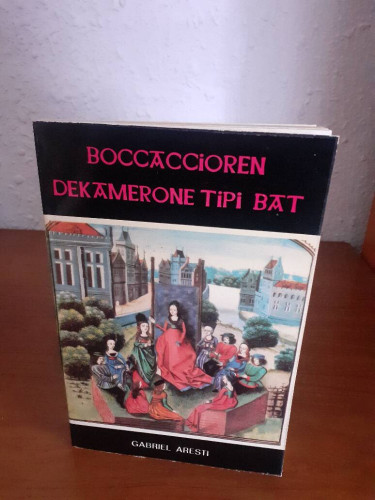 BOCCACCIOREN
DEKAMERONE TIPI BAT
GABRIEL ARESTI